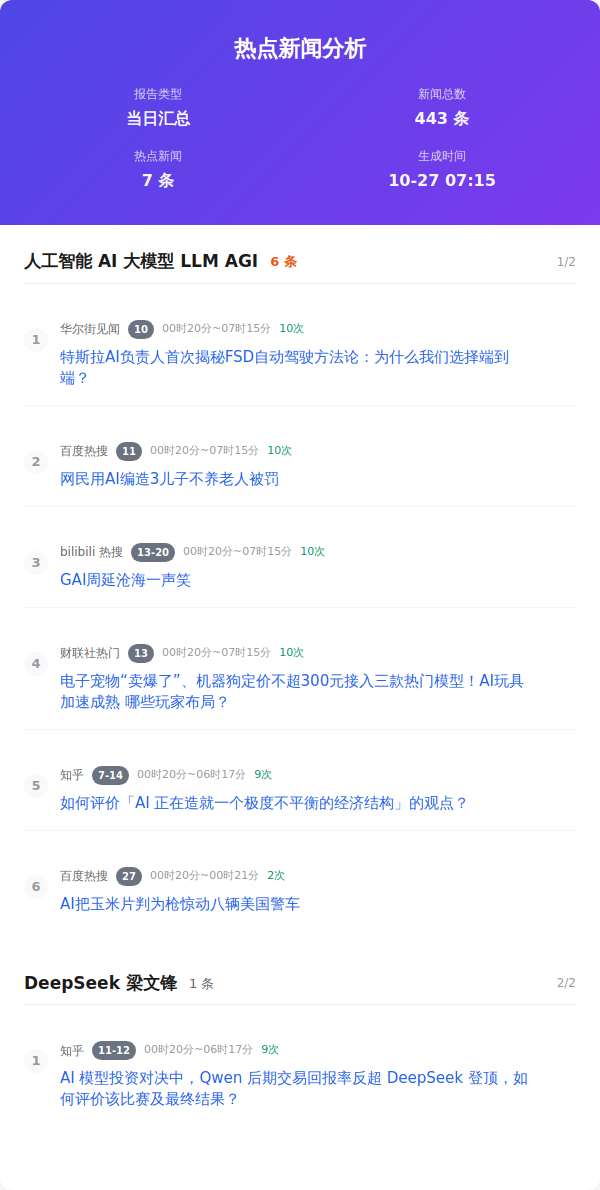 热点新闻分析
报告类型
当日汇总
新闻总数
443 条
热点新闻
7 条
生成时间
10-27 07:15
人工智能 AI 大模型 LLM AGI 6 条 1/2
1
华尔街见闻 10 00时20分~07时15分 10次
特斯拉AI负责人首次揭秘FSD自动驾驶方法论：为什么我们选择端到
端？
2
百度热搜 11 00时20分~07时15分 10次
网民用AI编造3儿子不养老人被罚
3
bilibili 热搜 13-20 00时20分~07时15分 10次
GAI周延沧海一声笑
4
财联社热门 13 00时20分~07时15分 10次
电子宠物“卖爆了”、机器狗定价不超300元接入三款热门模型！AI玩具
加速成熟 哪些玩家布局？
5
知乎 7-14 00时20分~06时17分 9次
如何评价「AI 正在造就一个极度不平衡的经济结构」的观点？
6
百度热搜 27 00时20分~00时21分 2次
AI把玉米片判为枪惊动八辆美国警车
DeepSeek 梁文锋 1 条 2/2
1
知乎 11-12 00时20分~06时17分 9次
AI 模型投资对决中，Qwen 后期交易回报率反超 DeepSeek 登顶，如
何评价该比赛及最终结果？